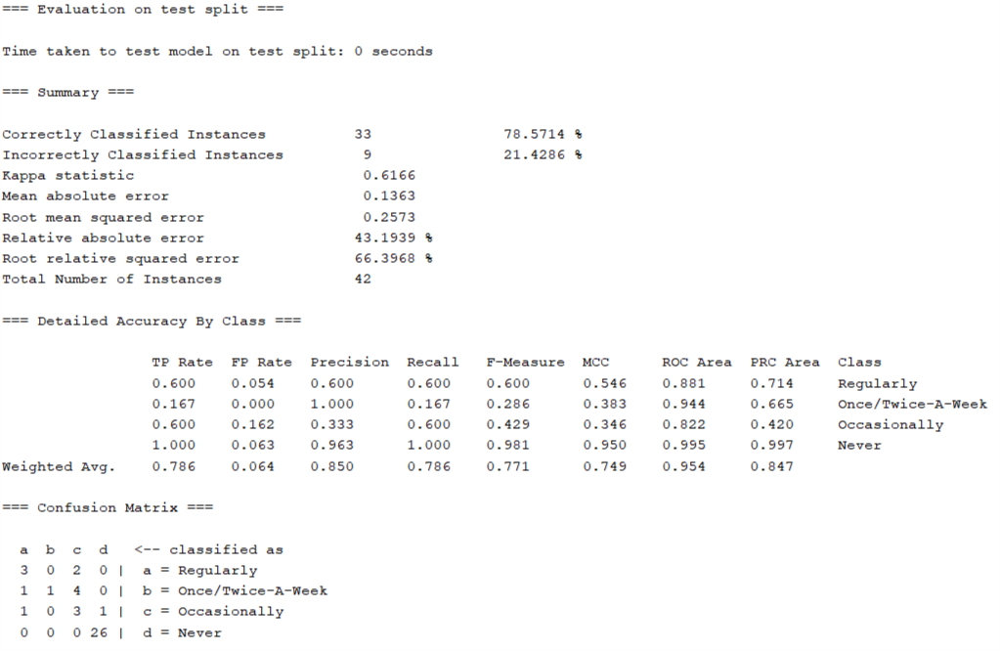 === Evaluation on test split ===
Time taken to test model on test split: 0 seconds
=== Summary ===
Correctly Classified Instances 33 78.5714 %
Incorrectly Classified Instances 9 21.4286 %
Kappa statistic 0.6166
Mean absolute error 0.1363
Root mean squared error 0.2573
Relative absolute error 43.1939 %
Root relative squared error 66.3968 %
Total Number of Instances 42
=== Detailed Accuracy By Class ===
TP Rate FP Rate Precision Recall F-Measure MCC ROC Area PRC Area Class
0.600 0.054 0.600 0.600 0.600 0.546 0.881 0.714 Regularly
0.167 0.000 1.000 0.167 0.286 0.383 0.944 0.665 Once/Twice-A-Week
0.600 0.162 0.333 0.600 0.429 0.346 0.822 0.420 Occasionally
1.000 0.063 0.963 1.000 0.981 0.950 0.995 0.997 Never
Weighted Avg. 0.786 0.064 0.850 0.786 0.771 0.749 0.954 0.847
=== Confusion Matrix ===
a b c d <-- classified as
3 0 2 0 | a = Regularly
1 1 4 0 | b = Once/Twice-A-Week
1 0 3 1 | c = Occasionally
0 0 0 26 | d = Never